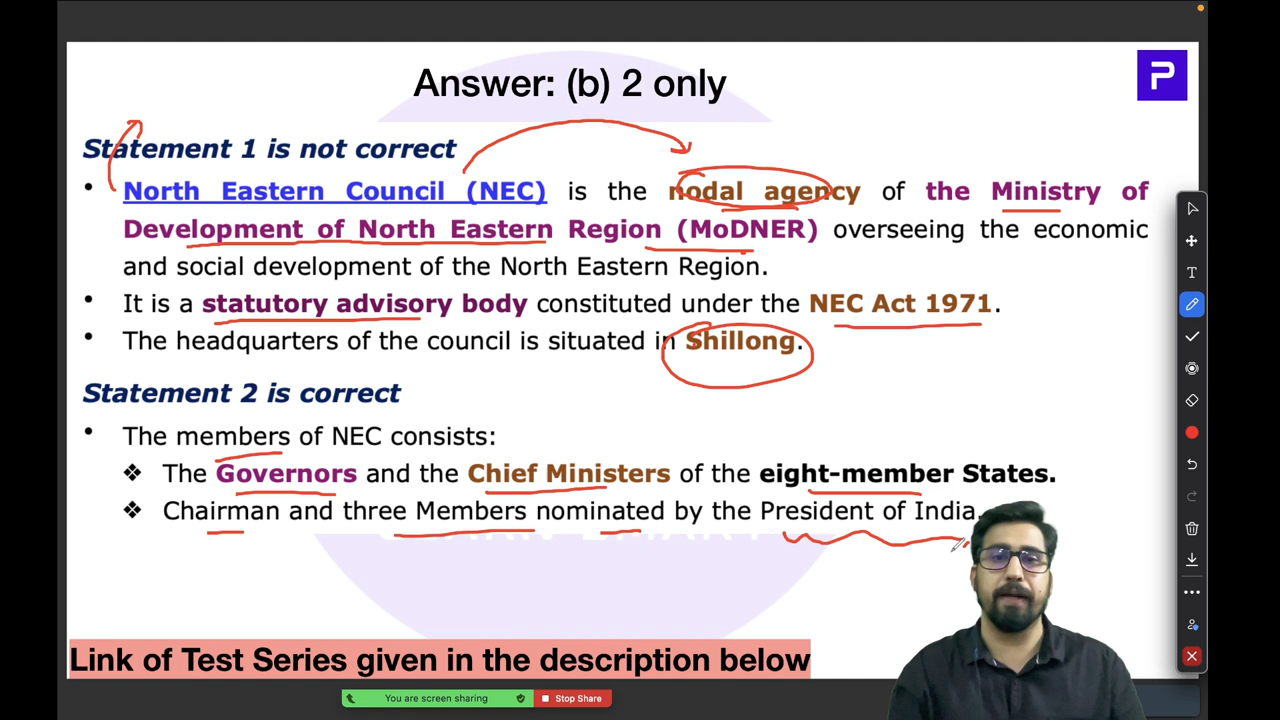 Answer: (b) 2 only
P
Statement 1 is not correct
• North Eastern Council (NEC) is the nodal agency of the Ministry of
Development of North Eastern Region (MoDNER) overseeing the economic
and social development of the North Eastern Region.
• It is a statutory advisory body constituted under the NEC Act 1971.
• The headquarters of the council is situated in Shillong.
Statement 2 is correct
• The members of NEC consists:
❖ The Governors and the Chief Ministers of the eight-member States.
❖ Chairman and three Members nominated by the President of India.
Link of Test Series given in the description below
You are screen sharing Stop Share